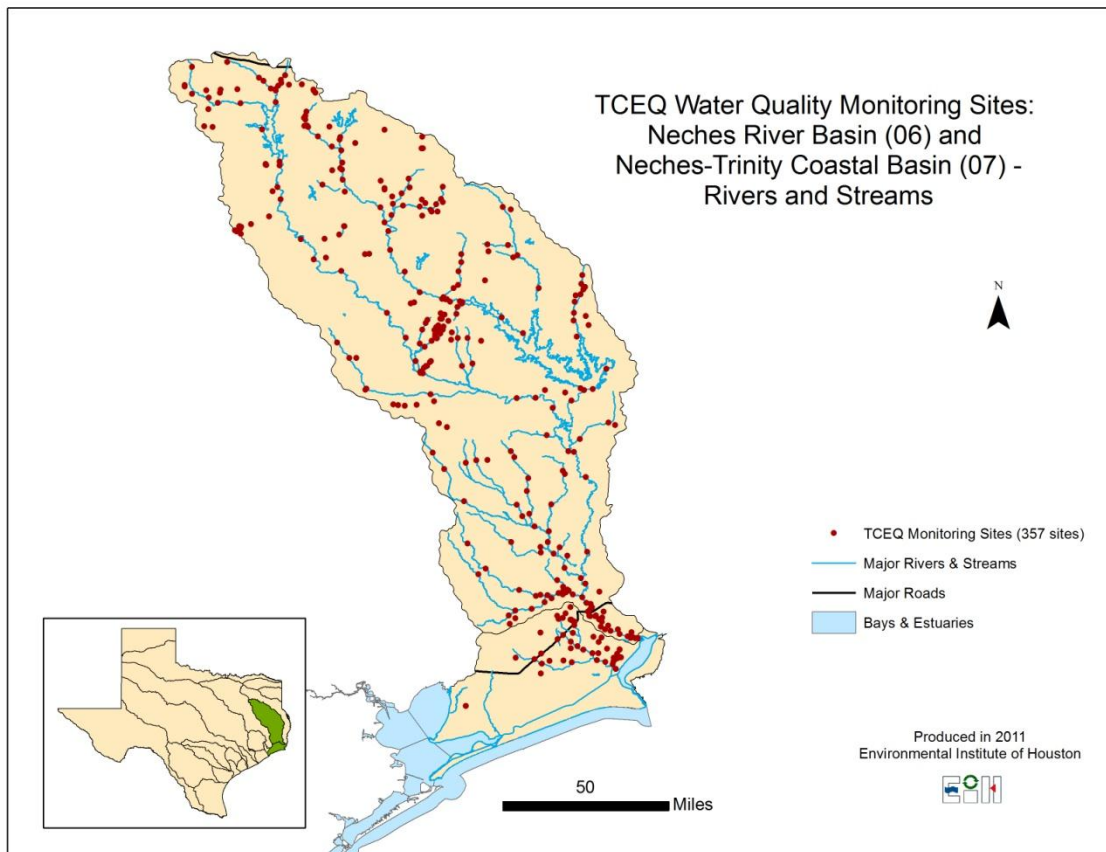 TCEQ Water Quality Monitoring Sites:
Neches River Basin (06) and
Neches-Trinity Coastal Basin (07) -
Rivers and Streams
N
TCEQ Monitoring Sites (357 sites)
Major Rivers & Streams
Major Roads
Bays & Estuaries
50
Miles
Produced in 2011
Environmental Institute of Houston
EIH